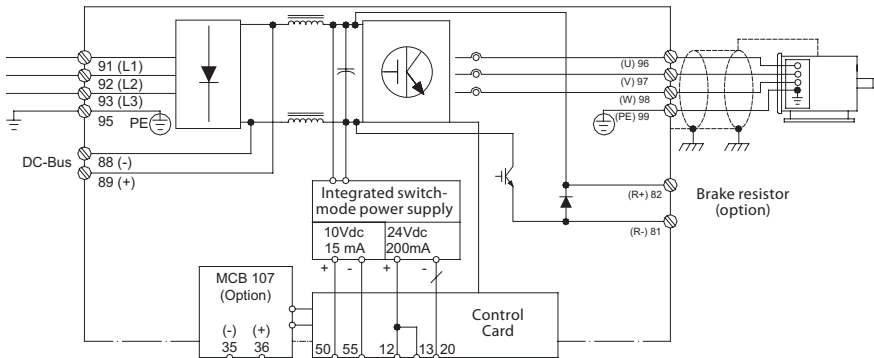 91 (L1)
92 (L2)
93 (L3)
95 PE
DC-Bus
88 (-)
89 (+)
(U) 96
(V) 97
(W) 98
(PE) 99
(R+) 82
Brake resistor
(option)
(R-) 81
Integrated switch-
mode power supply
10Vdc
15 mA
24Vdc
200mA
+ - + -
MCB 107
(Option)
(-) (+)
35 36
Control
Card
50 55 12 13 20